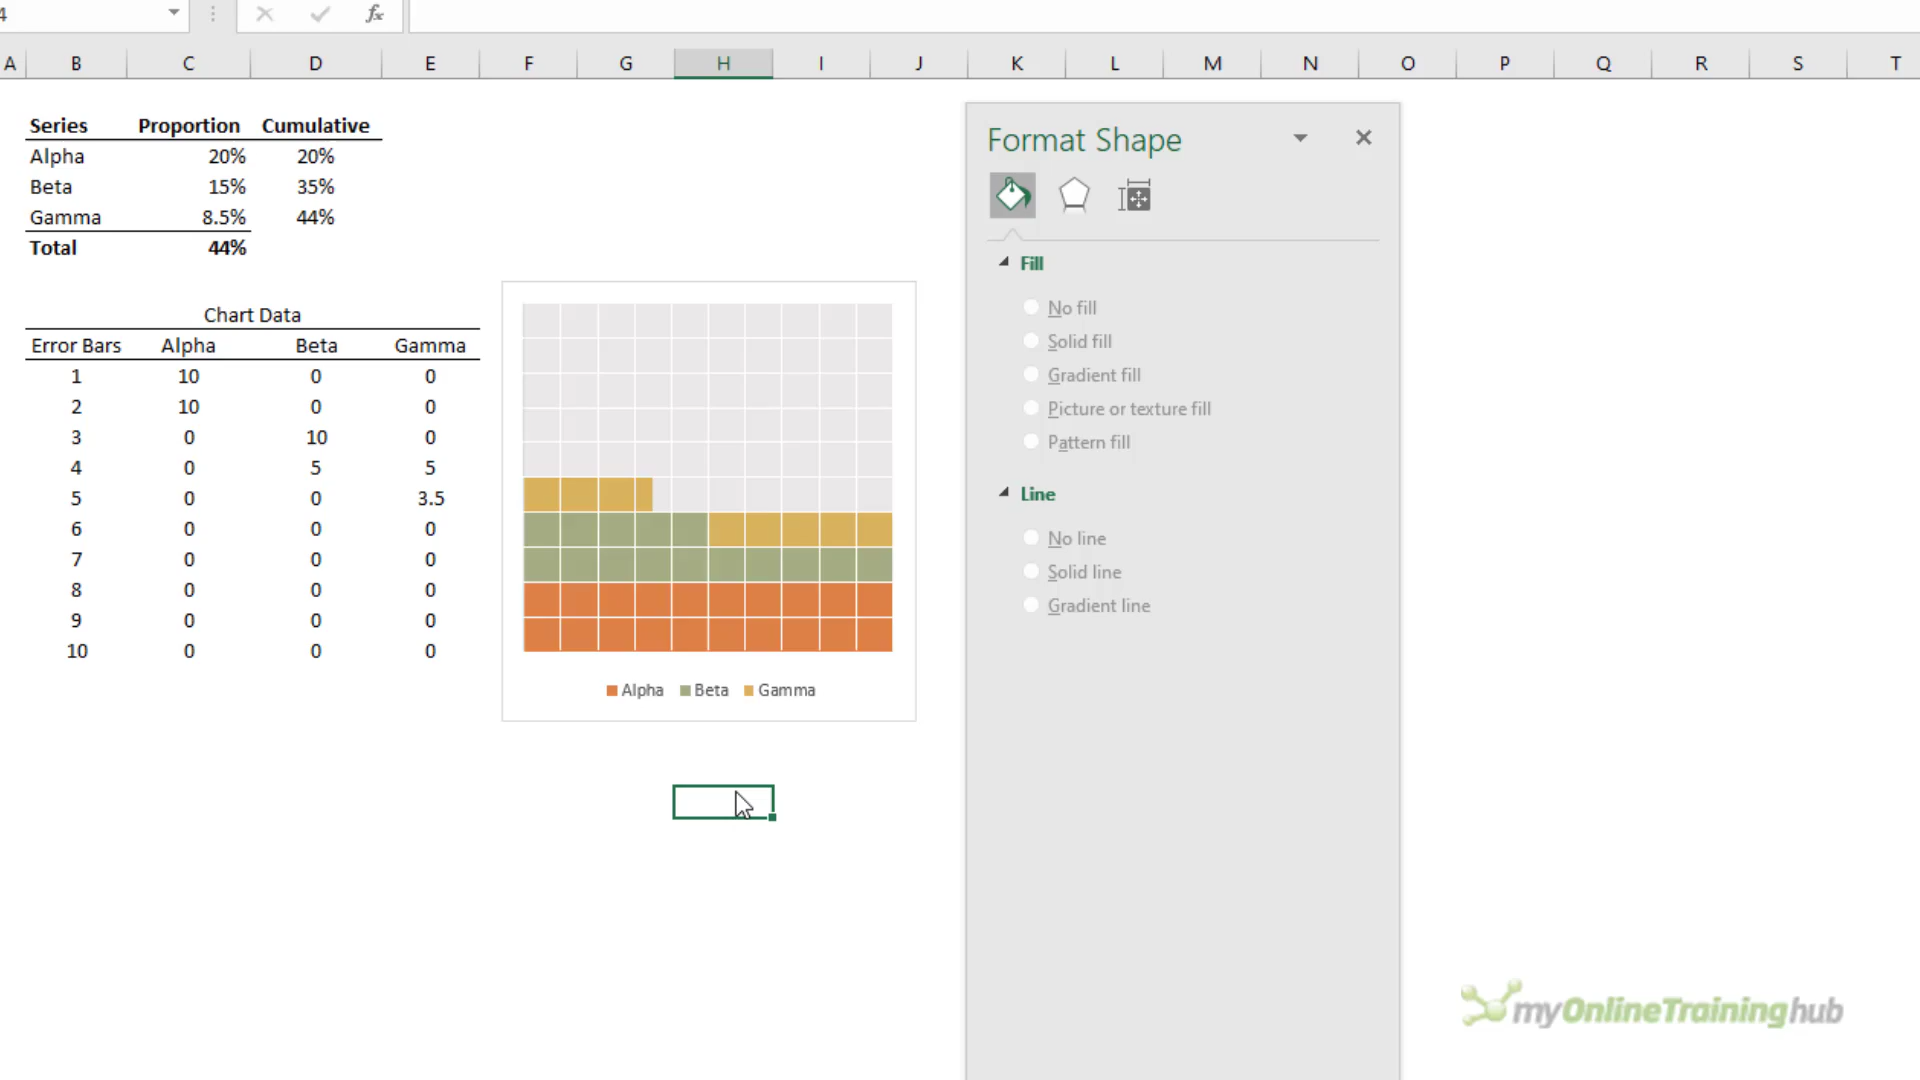 4 fx
A B C D E F G H I J K L M N O P Q R S T
Series Proportion Cumulative
Alpha 20% 20%
Beta 15% 35%
Gamma 8.5% 44%
Total 44%
Chart Data
Error Bars Alpha Beta Gamma
1 10 0 0
2 10 0 0
3 0 10 0
4 0 5 5
5 0 0 3.5
6 0 0 0
7 0 0 0
8 0 0 0
9 0 0 0
10 0 0 0
Alpha Beta Gamma
Format Shape
Fill
No fill
Solid fill
Gradient fill
Picture or texture fill
Pattern fill
Line
No line
Solid line
Gradient line
myOnlineTraininghub